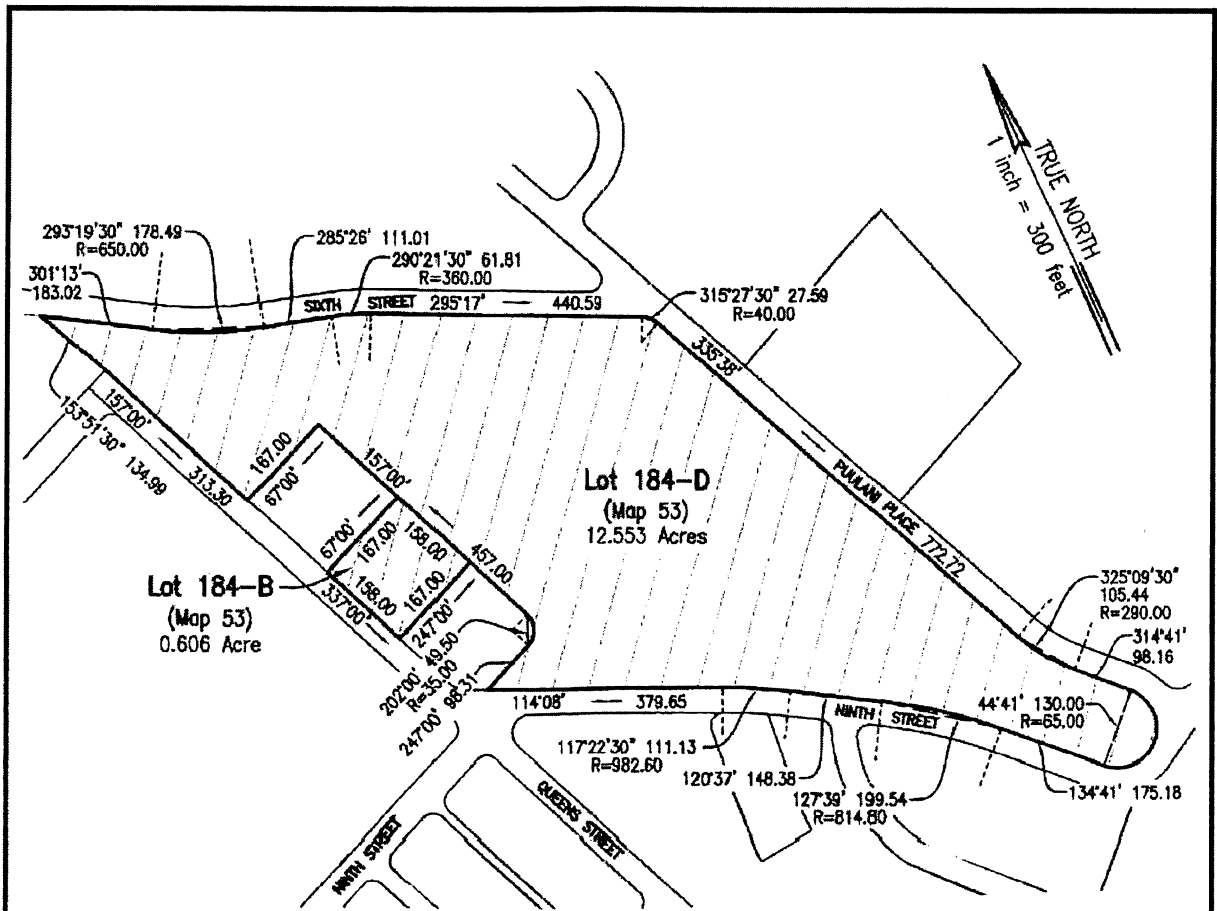 TRUE NORTH
1 inch = 300 feet
293°19'30" 178.49
R=650.00
285°26' 111.01
290°21'30" 61.81
R=360.00
301°13'
183.02
SIXTH STREET 295°17' 440.59
315°27'30" 27.59
R=40.00
335°38'
PUULANI PLACE 772.72
153°51'30" 134.99
157°00' 313.30
167.00
67°00'
157°00' 457.00
67°00'
167.00
158.00
158.00
167.00
337°00'
247°00'
Lot 184-D
(Map 53)
12.553 Acres
Lot 184-B
(Map 53)
0.606 Acre
202°00' 49.50
R=35.00
247°00' 98.31
325°09'30"
105.44
R=290.00
314°41'
98.16
44°41' 130.00
R=65.00
114°08' 379.65
NINTH STREET
117°22'30" 111.13
R=982.60
120°37' 148.38
127°39' 199.54
R=814.80
134°41' 175.18
QUEENS STREET
NINTH STREET